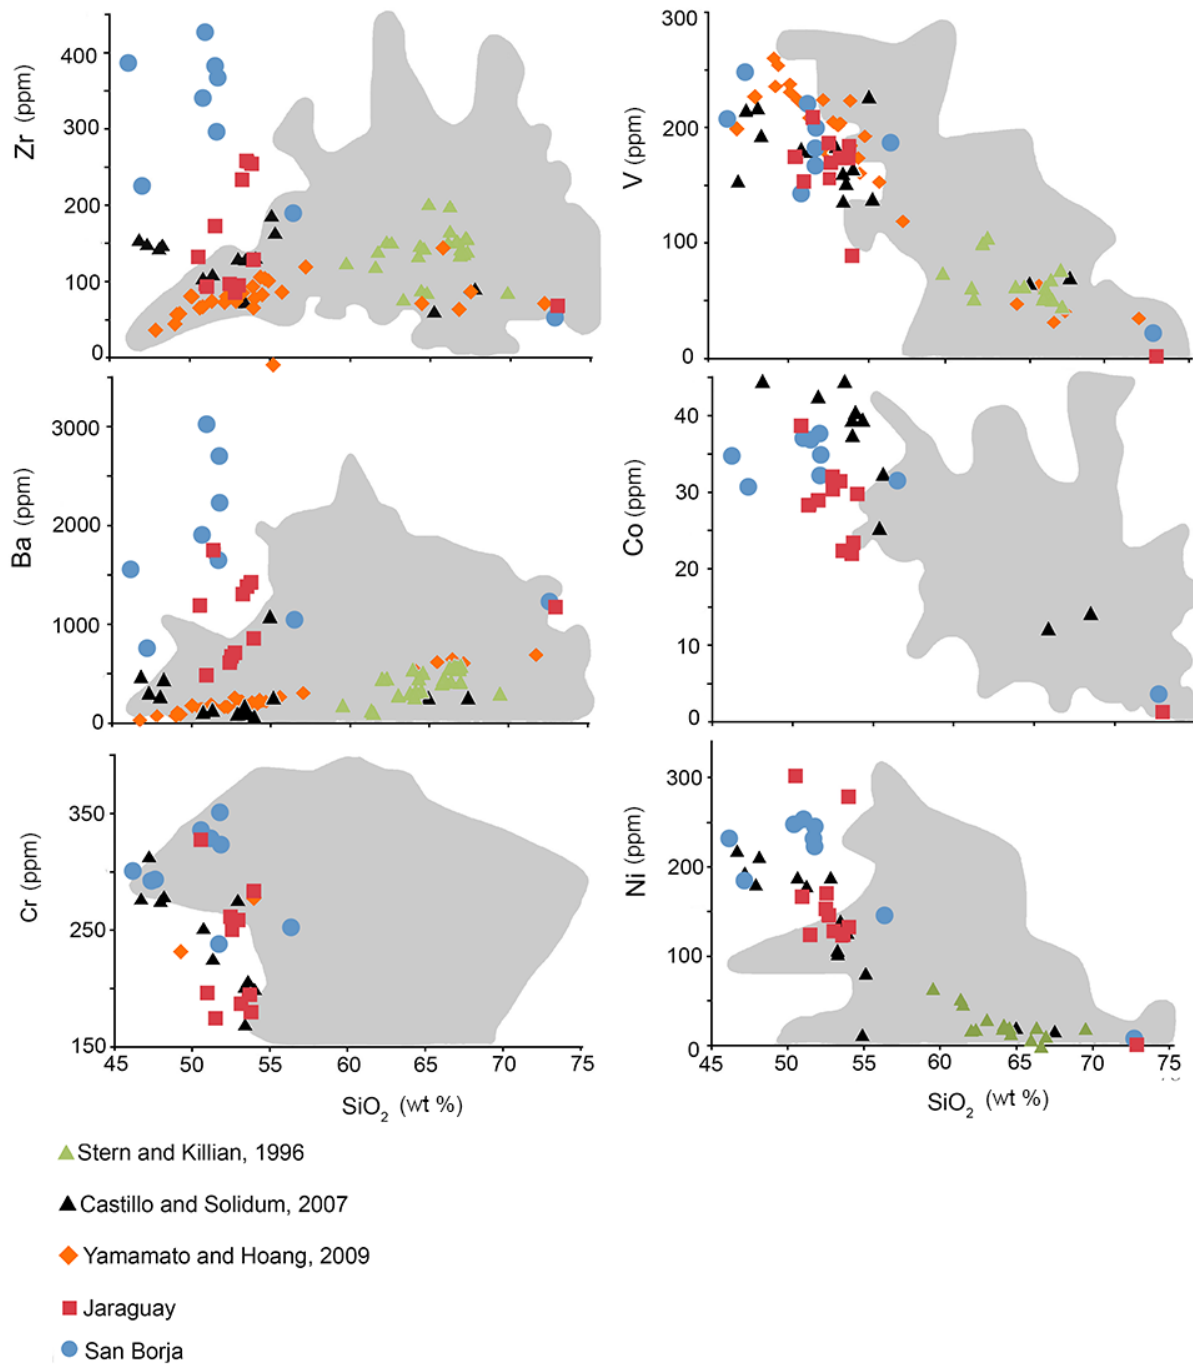 Zr (ppm)
400
300
200
100
0
V (ppm)
300
200
100
0
Ba (ppm)
3000
2000
1000
0
Co (ppm)
40
30
20
10
0
Cr (ppm)
350
250
150
45 50 55 60 65 70 75
SiO2 (wt %)
Ni (ppm)
300
200
100
0
45 50 55 60 65 70 75
SiO2 (wt %)
Stern and Killian, 1996
Castillo and Solidum, 2007
Yamamato and Hoang, 2009
Jaraguay
San Borja